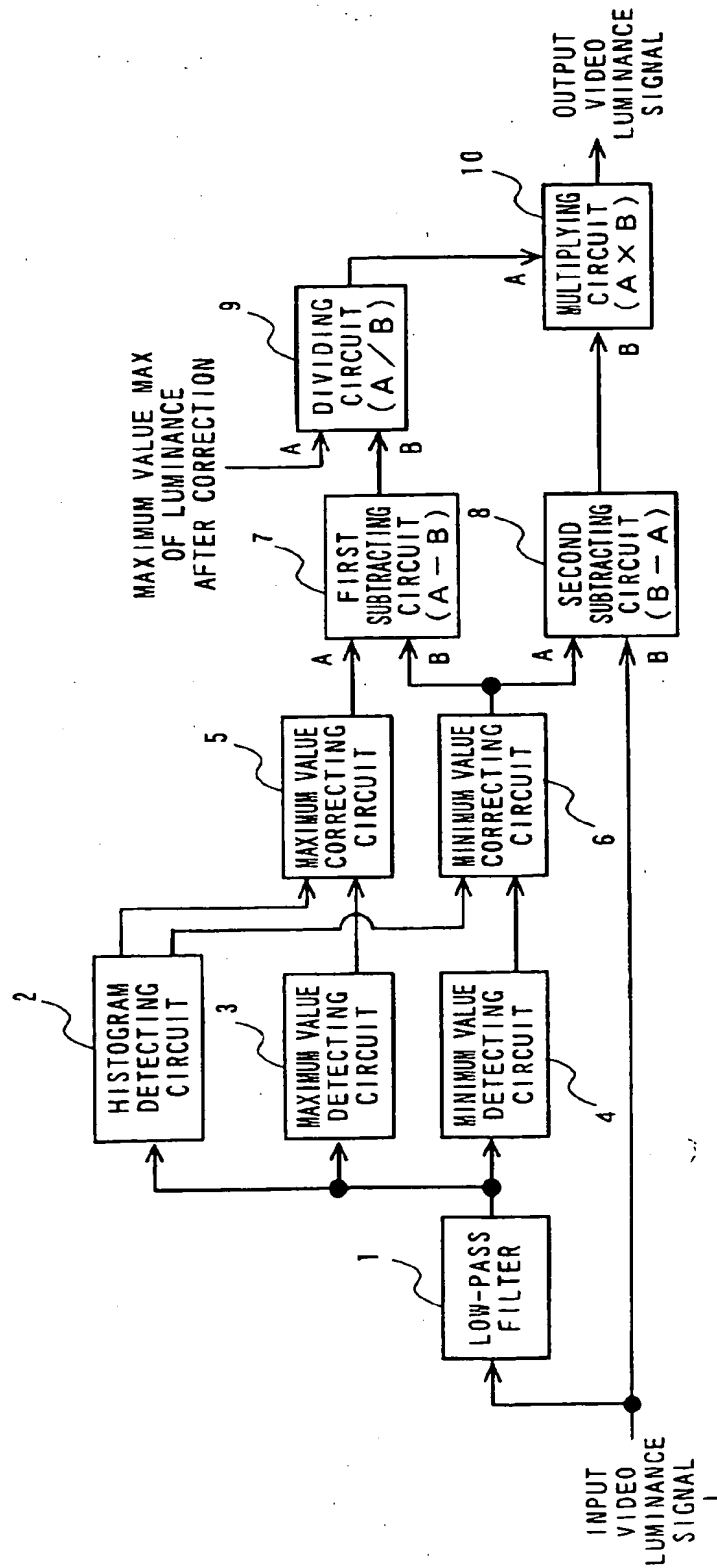 INPUT
VIDEO
LUMINANCE
SIGNAL
1
LOW-PASS
FILTER
2
HISTOGRAM
DETECTING
CIRCUIT
3
MAXIMUM VALUE
DETECTING
CIRCUIT
4
MINIMUM VALUE
DETECTING
CIRCUIT
5
MAXIMUM VALUE
CORRECTING
CIRCUIT
6
MINIMUM VALUE
CORRECTING
CIRCUIT
MAXIMUM VALUE MAX
OF LUMINANCE
AFTER CORRECTION
7
A
B
FIRST
SUBTRACTING
CIRCUIT
(A-B)
8
A
B
SECOND
SUBTRACTING
CIRCUIT
(B-A)
9
A
B
DIVIDING
CIRCUIT
(A/B)
10
A
B
MULTIPLYING
CIRCUIT
(A×B)
OUTPUT
VIDEO
LUMINANCE
SIGNAL